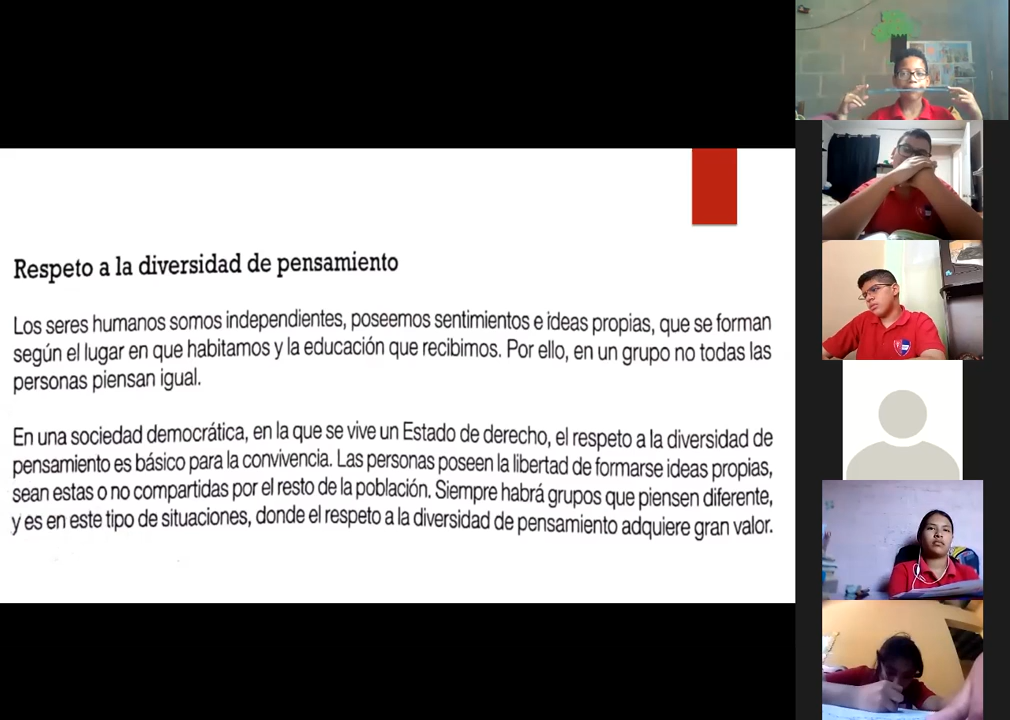 Respeto a la diversidad de pensamiento
Los seres humanos somos independientes, poseemos sentimientos e ideas propias, que se forman
según el lugar en que habitamos y la educación que recibimos. Por ello, en un grupo no todas las
personas piensan igual.
En una sociedad democrática, en la que se vive un Estado de derecho, el respeto a la diversidad de
pensamiento es básico para la convivencia. Las personas poseen la libertad de formarse ideas propias,
sean estas o no compartidas por el resto de la población. Siempre habrá grupos que piensen diferente,
y es en este tipo de situaciones, donde el respeto a la diversidad de pensamiento adquiere gran valor.